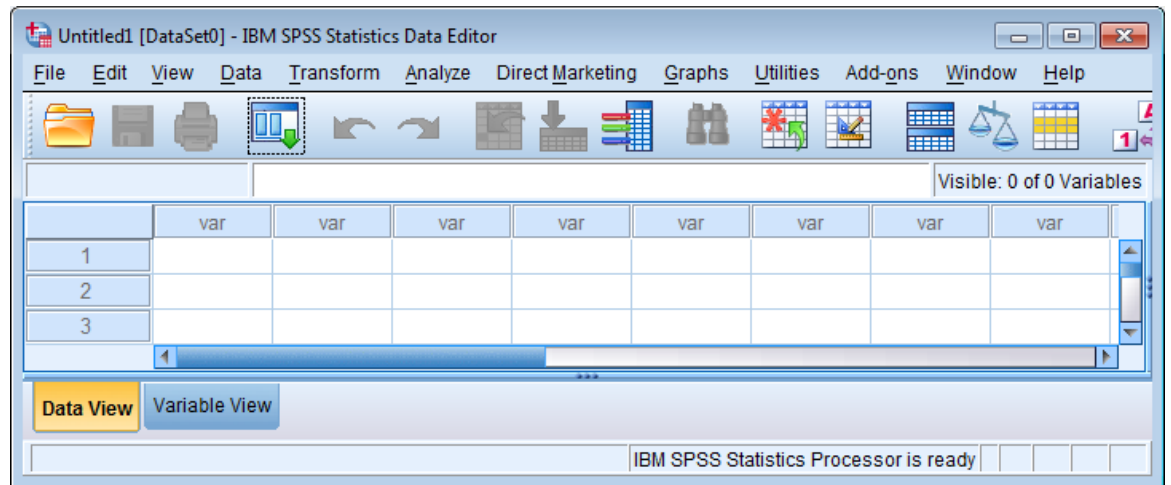 Untitled1 [DataSet0] - IBM SPSS Statistics Data Editor
File Edit View Data Transform Analyze Direct Marketing Graphs Utilities Add-ons Window Help
1
Visible: 0 of 0 Variables
var var var var var var var var
1
2
3
Data View Variable View
IBM SPSS Statistics Processor is ready